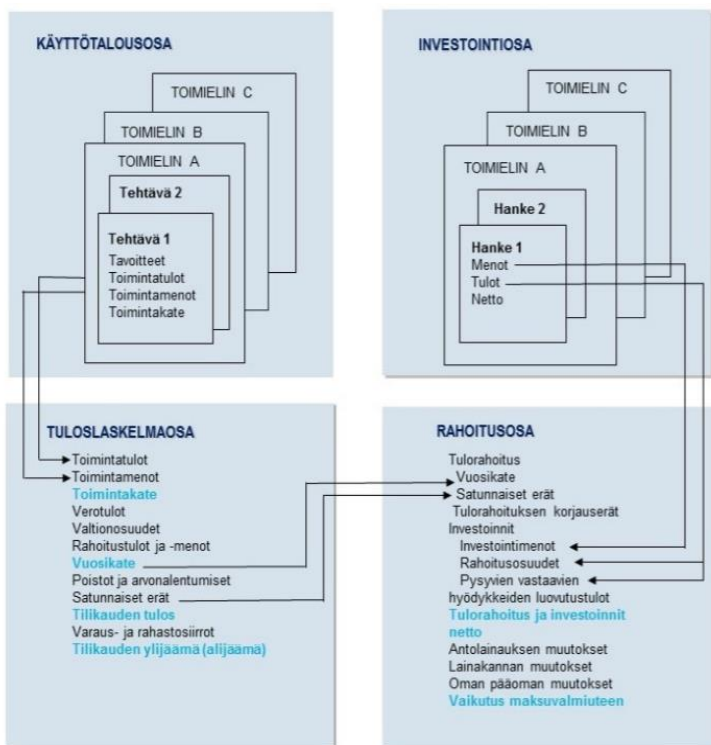 KÄYTTÖTALOUSOSA
TOIMIELIN C
TOIMIELIN B
TOIMIELIN A
Tehtävä 2
Tehtävä 1
Tavoitteet
Toimintatulot
Toimintamenot
Toimintakate
INVESTOINTIOSA
TOIMIELIN C
TOIMIELIN B
TOIMIELIN A
Hanke 2
Hanke 1
Menot
Tulot
Netto
TULOSLASKELMAOSA
Toimintatulot
Toimintamenot
Toimintakate
Verotulot
Valtionosuudet
Rahoitustulot ja -menot
Vuosikate
Poistot ja arvonalentumiset
Satunnaiset erät
Tilikauden tulos
Varaus- ja rahastosiirrot
Tilikauden ylijäämä (alijäämä)
RAHOITUSOSA
Tulorahoitus
Vuosikate
Satunnaiset erät
Tulorahoituksen korjauserät
Investoinnit
Investointimenot
Rahoitusosuudet
Pysyvien vastaavien
hyödykkeiden luovutustulot
Tulorahoitus ja investoinnit
netto
Antolainauksen muutokset
Lainakannan muutokset
Oman pääoman muutokset
Vaikutus maksuvalmiuteen